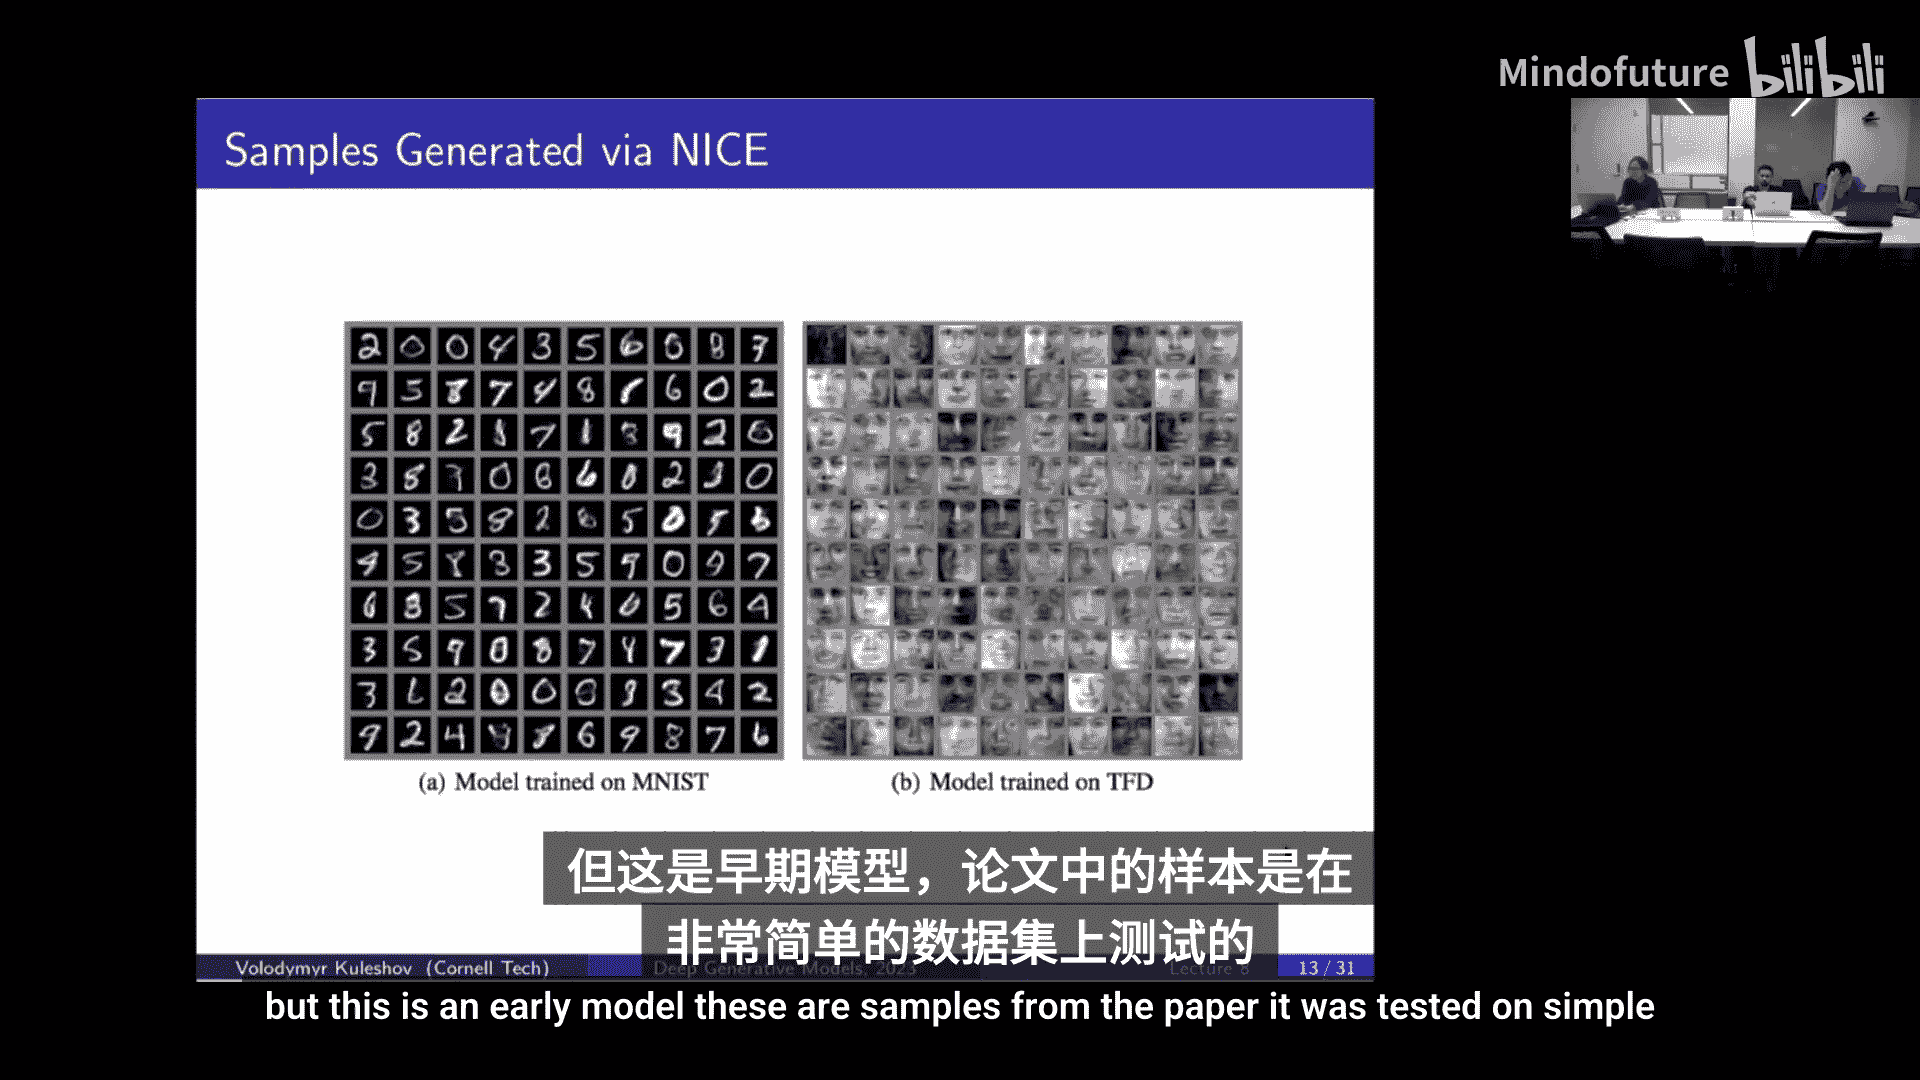 Mindofuture bilibili
Samples Generated via NICE
(a) Model trained on MNIST
(b) Model trained on TFD
但这是早期模型，论文中的样本是在
非常简单的数据集上测试的
Volodymyr Kuleshov (Cornell Tech)
Deep Generative Models, 2023
Lecture 8
13 / 31
but this is an early model these are samples from the paper it was tested on simple